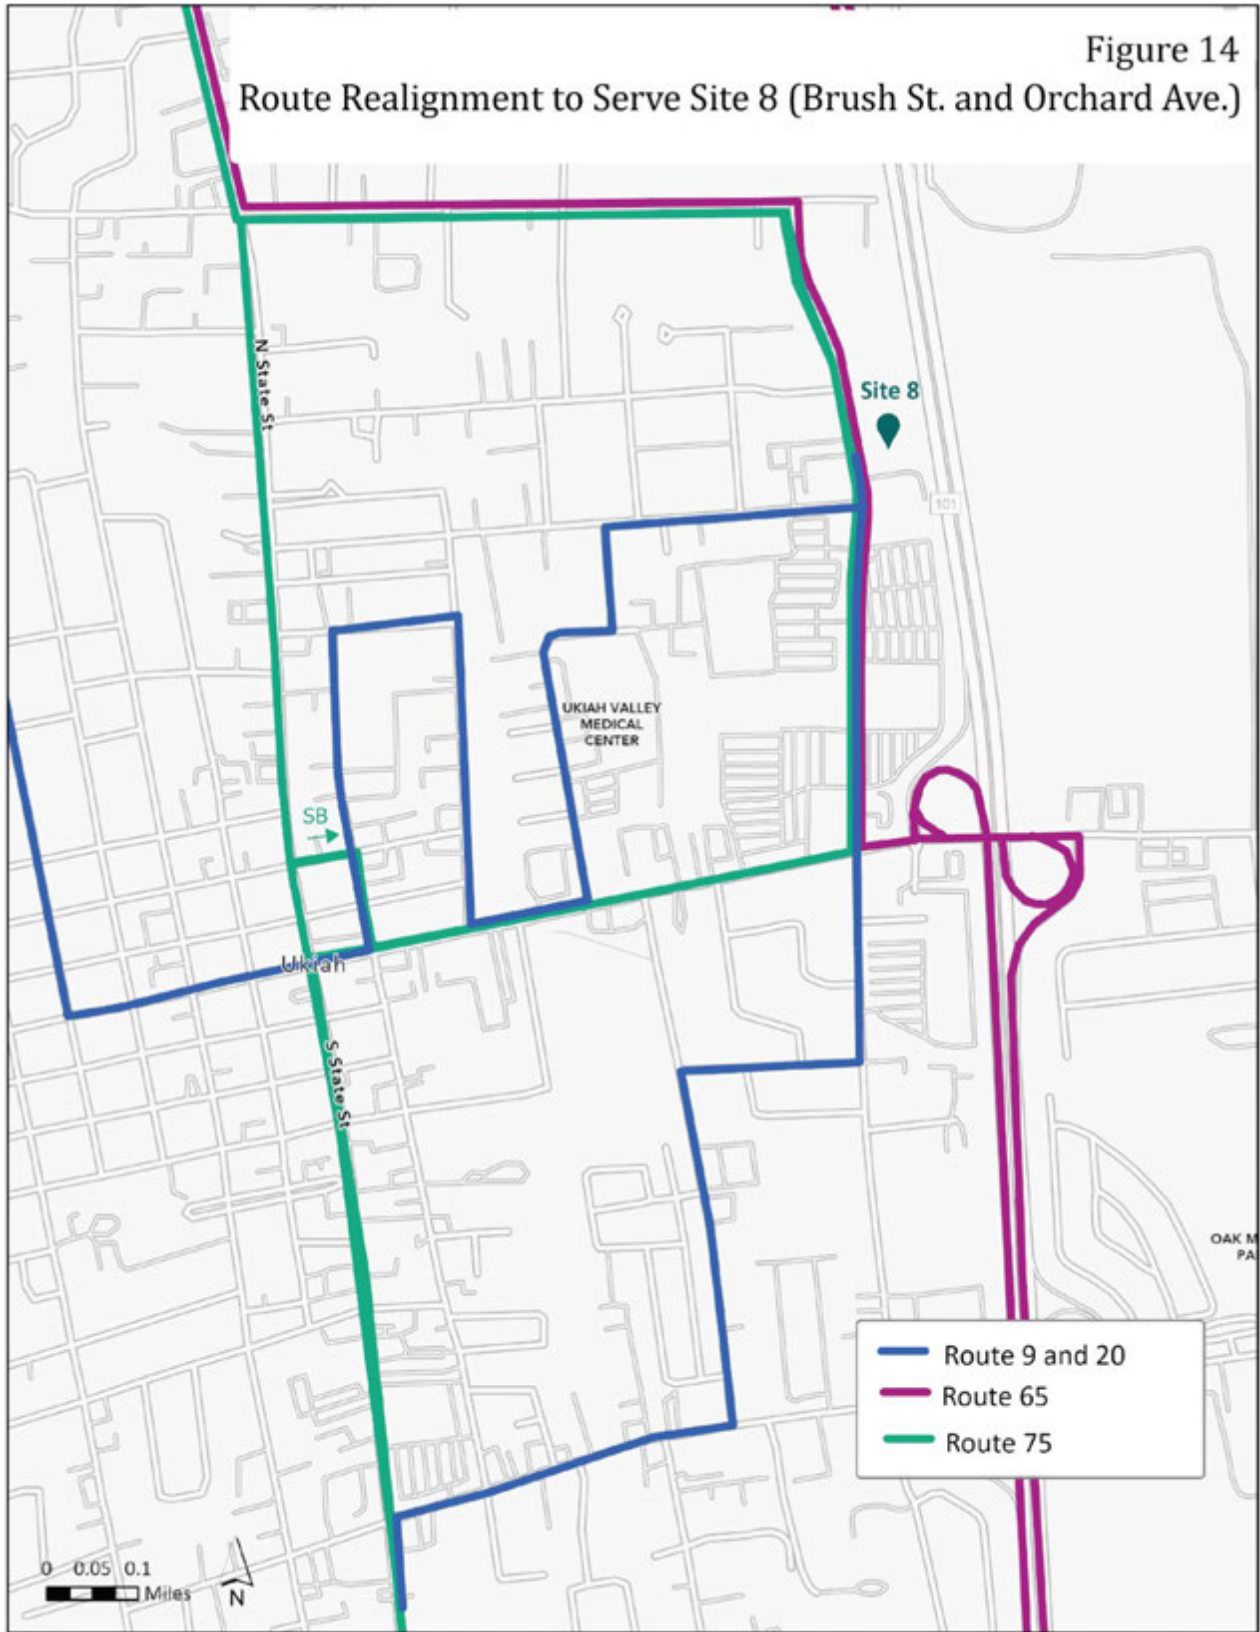 Figure 14
Route Realignment to Serve Site 8 (Brush St. and Orchard Ave.)
N State St
Site 8
101
UKIAH VALLEY
MEDICAL
CENTER
SB
Ukiah
S State St
OAK M
PA
Route 9 and 20
Route 65
Route 75
0 0.05 0.1
Miles
N